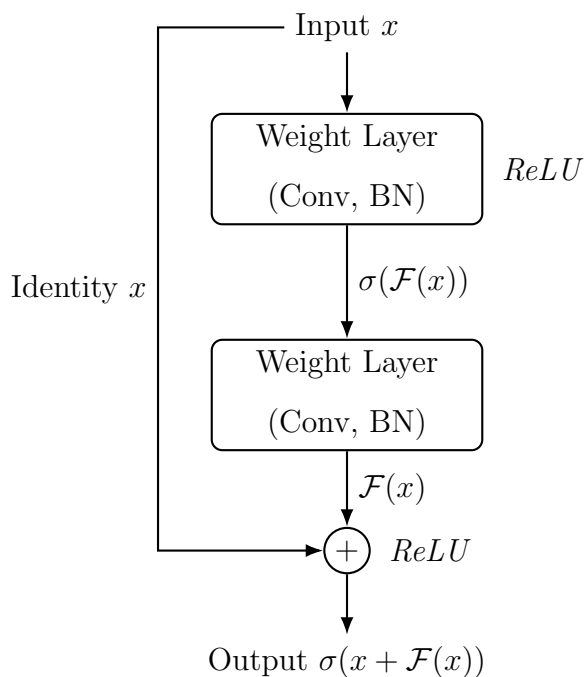 Input x
Weight Layer
(Conv, BN)
ReLU
σ(F(x))
Identity x
Weight Layer
(Conv, BN)
F(x)
+
ReLU
Output σ(x + F(x))